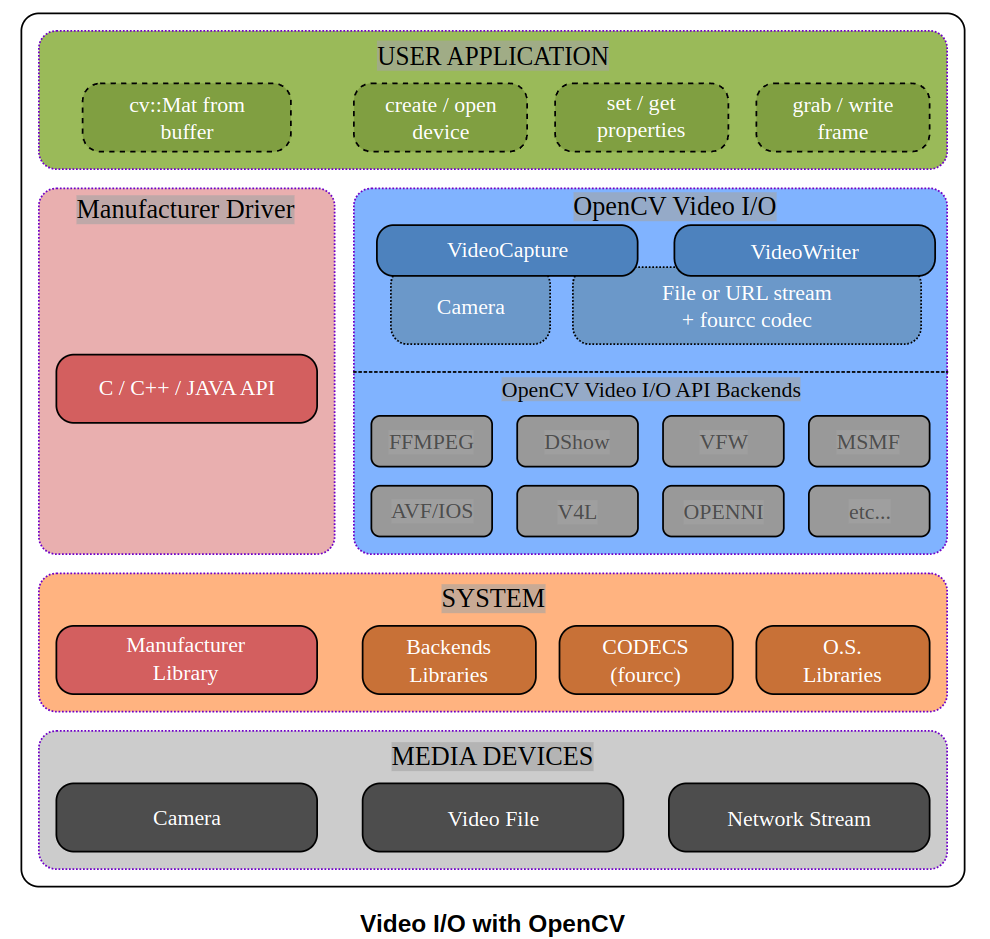 USER APPLICATION
cv::Mat from
buffer
create / open
device
set / get
properties
grab / write
frame
Manufacturer Driver
C / C++ / JAVA API
OpenCV Video I/O
VideoCapture
VideoWriter
Camera
File or URL stream
+ fourcc codec
OpenCV Video I/O API Backends
FFMPEG
DShow
VFW
MSMF
AVF/IOS
V4L
OPENNI
etc...
SYSTEM
Manufacturer
Library
Backends
Libraries
CODECS
(fourcc)
O.S.
Libraries
MEDIA DEVICES
Camera
Video File
Network Stream
Video I/O with OpenCV